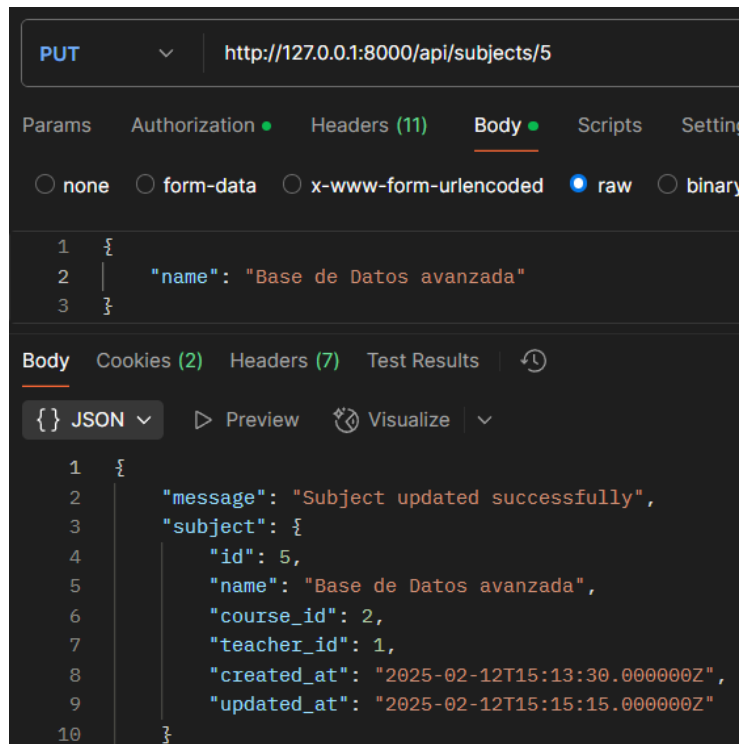 PUT http://127.0.0.1:8000/api/subjects/5
Params Authorization Headers (11) Body Scripts
none form-data x-www-form-urlencoded raw
1 {
2 "name": "Base de Datos avanzada"
3 }
Body Cookies (2) Headers (7) Test Results
{} JSON Preview Visualize
1 {
2 "message": "Subject updated successfully",
3 "subject": {
4 "id": 5,
5 "name": "Base de Datos avanzada",
6 "course_id": 2,
7 "teacher_id": 1,
8 "created_at": "2025-02-12T15:13:30.000000Z",
9 "updated_at": "2025-02-12T15:15:15.000000Z"
10 }